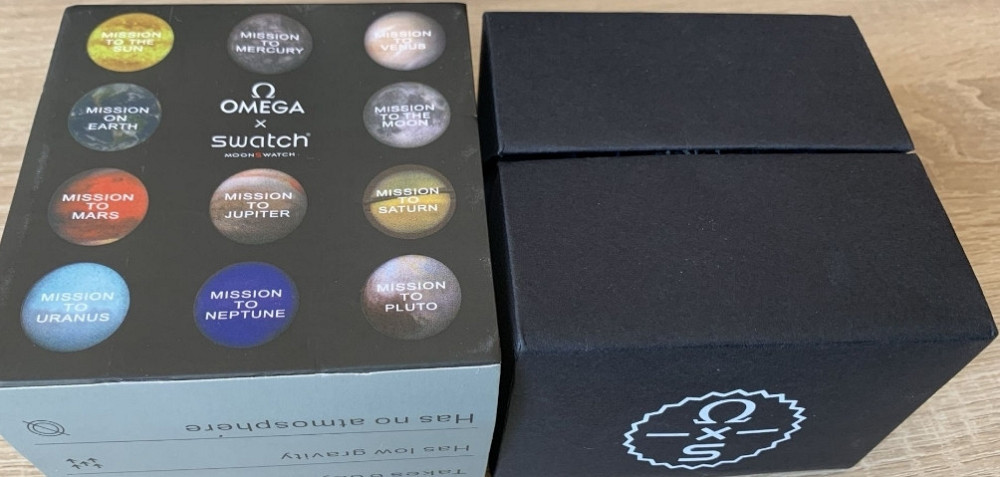 MISSION
TO THE
SUN
MISSION
TO
MERCURY
MISSION
TO
VENUS
MISSION
ON
EARTH
Ω
OMEGA
×
swatch®
MOONSWATCH
MISSION
TO THE
MOON
MISSION
TO
MARS
MISSION
TO
JUPITER
MISSION
TO
SATURN
MISSION
TO
URANUS
MISSION
TO
NEPTUNE
MISSION
TO
PLUTO
Has no atmosphere
Has low gravity
Takes
Ω
×
S